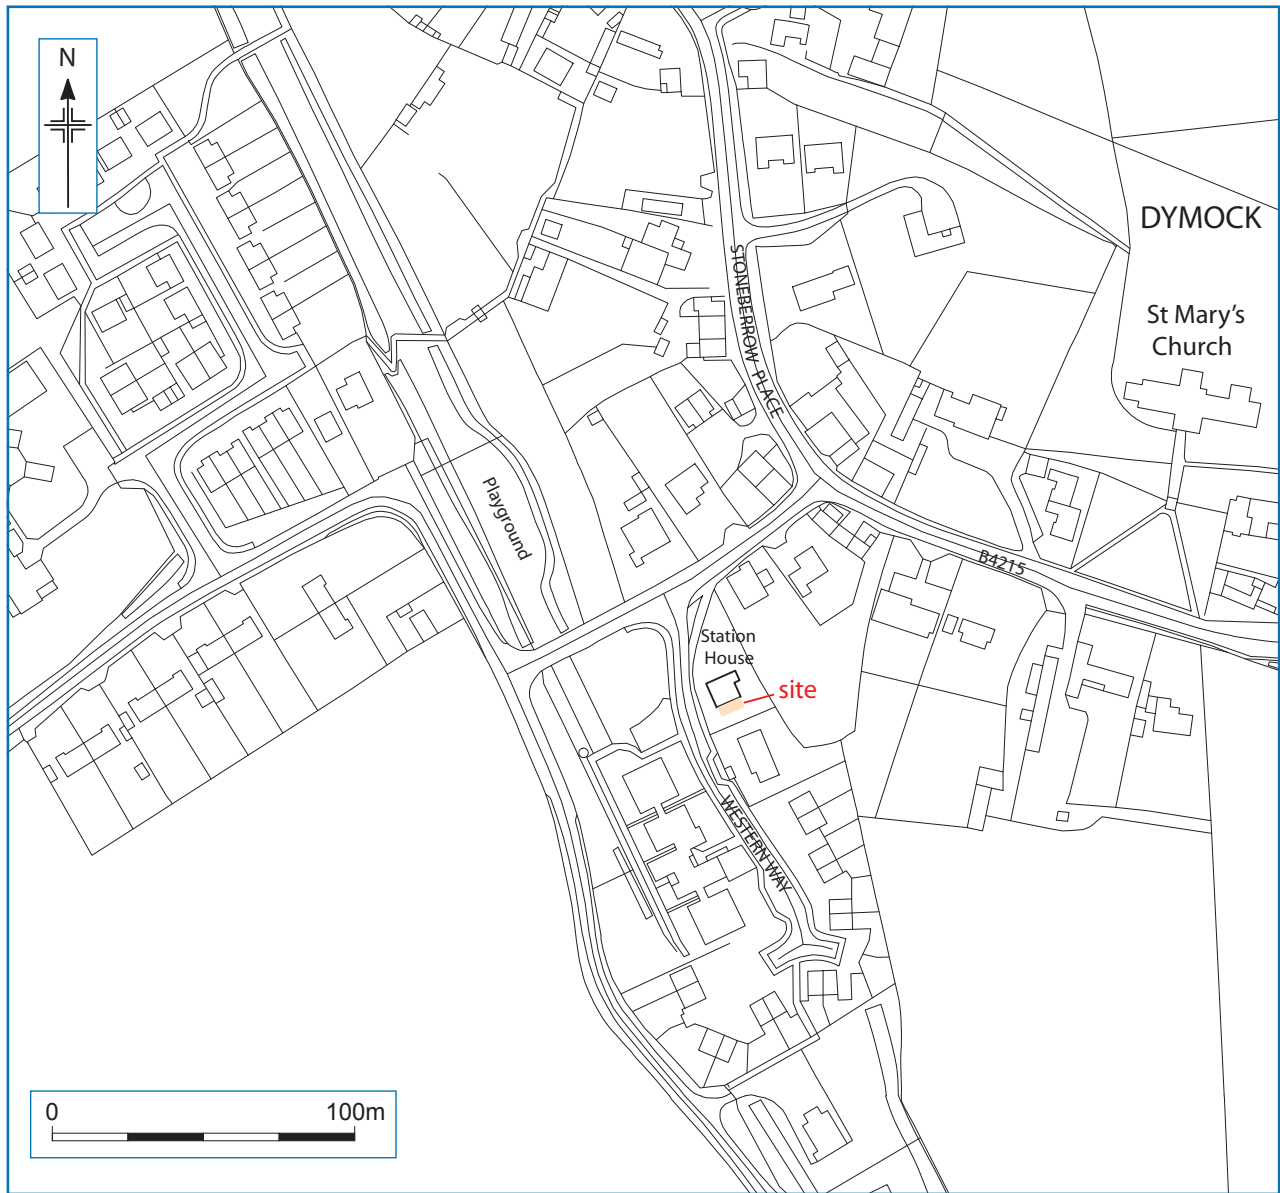 N
DYMOCK
STONEBERROW PLACE
St Mary's
Church
Playground
B4215
Station
House
site
WESTERN WAY
0 100m